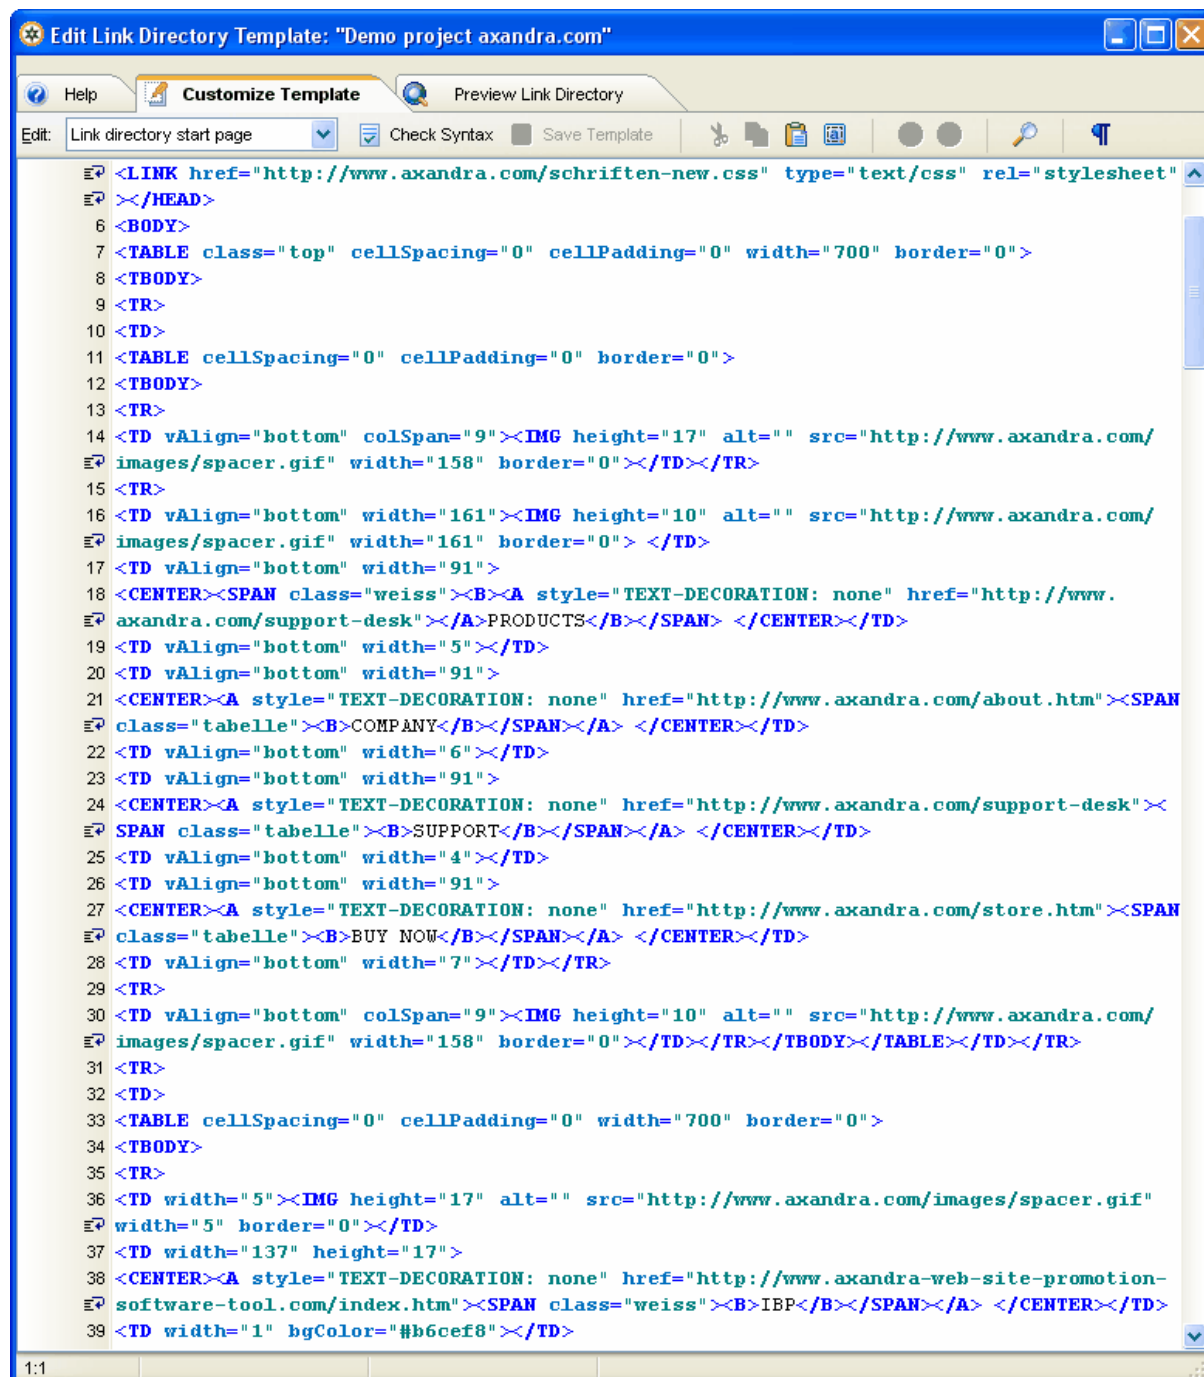 Edit Link Directory Template: "Demo project axandra.com"
Help Customize Template Preview Link Directory
Edit: Link directory start page Check Syntax Save Template
<LINK href="http://www.axandra.com/schriften-new.css" type="text/css" rel="stylesheet"
></HEAD>
6 <BODY>
7 <TABLE class="top" cellSpacing="0" cellPadding="0" width="700" border="0">
8 <TBODY>
9 <TR>
10 <TD>
11 <TABLE cellSpacing="0" cellPadding="0" border="0">
12 <TBODY>
13 <TR>
14 <TD vAlign="bottom" colSpan="9"><IMG height="17" alt="" src="http://www.axandra.com/
images/spacer.gif" width="158" border="0"></TD></TR>
15 <TR>
16 <TD vAlign="bottom" width="161"><IMG height="10" alt="" src="http://www.axandra.com/
images/spacer.gif" width="161" border="0"> </TD>
17 <TD vAlign="bottom" width="91">
18 <CENTER><SPAN class="weiss"><B><A style="TEXT-DECORATION: none" href="http://www.
axandra.com/support-desk"></A>PRODUCTS</B></SPAN> </CENTER></TD>
19 <TD vAlign="bottom" width="5"></TD>
20 <TD vAlign="bottom" width="91">
21 <CENTER><A style="TEXT-DECORATION: none" href="http://www.axandra.com/about.htm"><SPAN
class="tabelle"><B>COMPANY</B></SPAN></A> </CENTER></TD>
22 <TD vAlign="bottom" width="6"></TD>
23 <TD vAlign="bottom" width="91">
24 <CENTER><A style="TEXT-DECORATION: none" href="http://www.axandra.com/support-desk"><
SPAN class="tabelle"><B>SUPPORT</B></SPAN></A> </CENTER></TD>
25 <TD vAlign="bottom" width="4"></TD>
26 <TD vAlign="bottom" width="91">
27 <CENTER><A style="TEXT-DECORATION: none" href="http://www.axandra.com/store.htm"><SPAN
class="tabelle"><B>BUY NOW</B></SPAN></A> </CENTER></TD>
28 <TD vAlign="bottom" width="7"></TD></TR>
29 <TR>
30 <TD vAlign="bottom" colSpan="9"><IMG height="10" alt="" src="http://www.axandra.com/
images/spacer.gif" width="158" border="0"></TD></TR></TBODY></TABLE></TD></TR>
31 <TR>
32 <TD>
33 <TABLE cellSpacing="0" cellPadding="0" width="700" border="0">
34 <TBODY>
35 <TR>
36 <TD width="5"><IMG height="17" alt="" src="http://www.axandra.com/images/spacer.gif"
width="5" border="0"></TD>
37 <TD width="137" height="17">
38 <CENTER><A style="TEXT-DECORATION: none" href="http://www.axandra-web-site-promotion-
software-tool.com/index.htm"><SPAN class="weiss"><B>IBP</B></SPAN></A> </CENTER></TD>
39 <TD width="1" bgColor="#b6cef8"></TD>
1:1